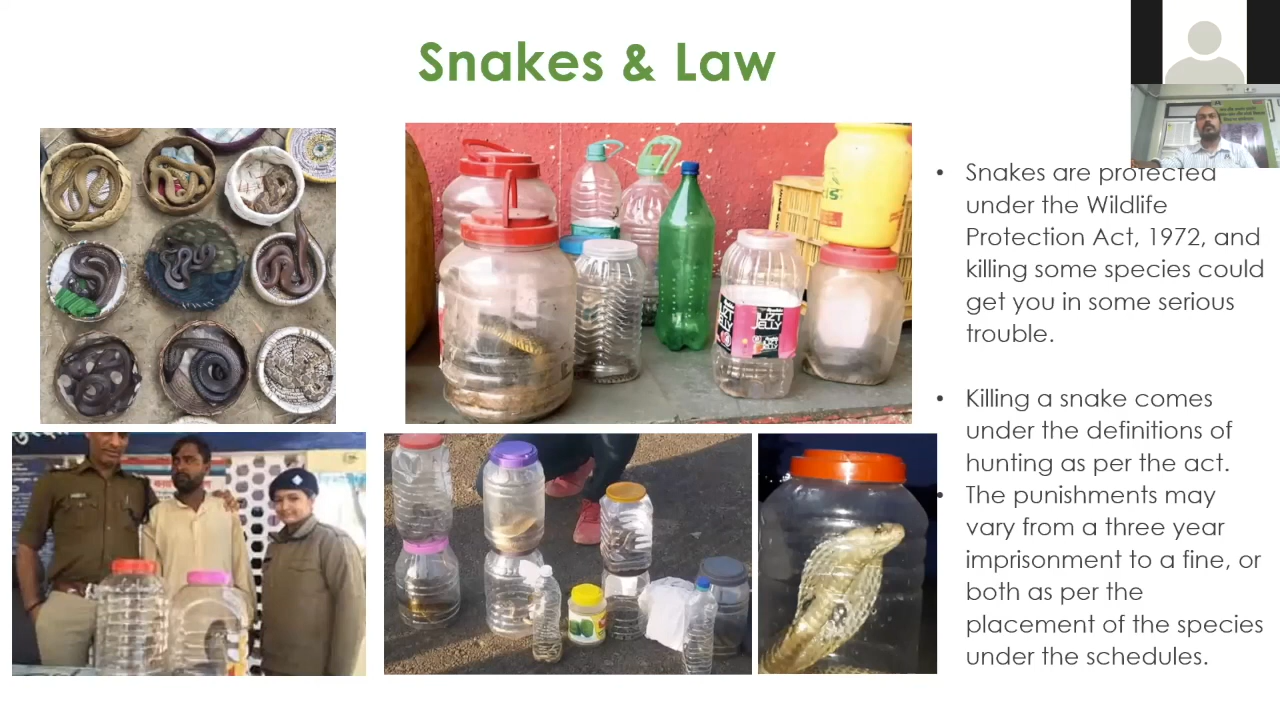 Snakes & Law
• Snakes are protected
under the Wildlife
Protection Act, 1972, and
killing some species could
get you in some serious
trouble.
• Killing a snake comes
under the definitions of
hunting as per the act.
• The punishments may
vary from a three year
imprisonment to a fine, or
both as per the
placement of the species
under the schedules.
JELLY